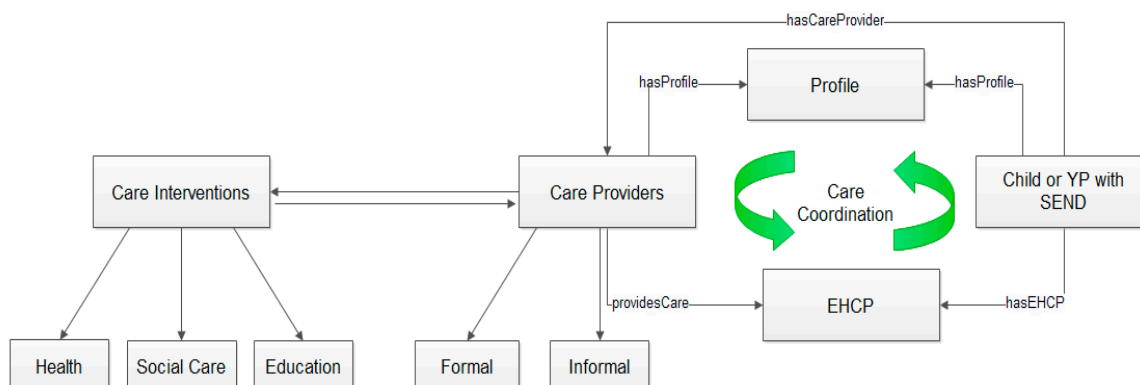 hasCareProvider
hasProfile
Profile
hasProfile
Care Interventions
Care Providers
Care
Coordination
Child or YP with
SEND
providesCare
EHCP
hasEHCP
Health
Social Care
Education
Formal
Informal